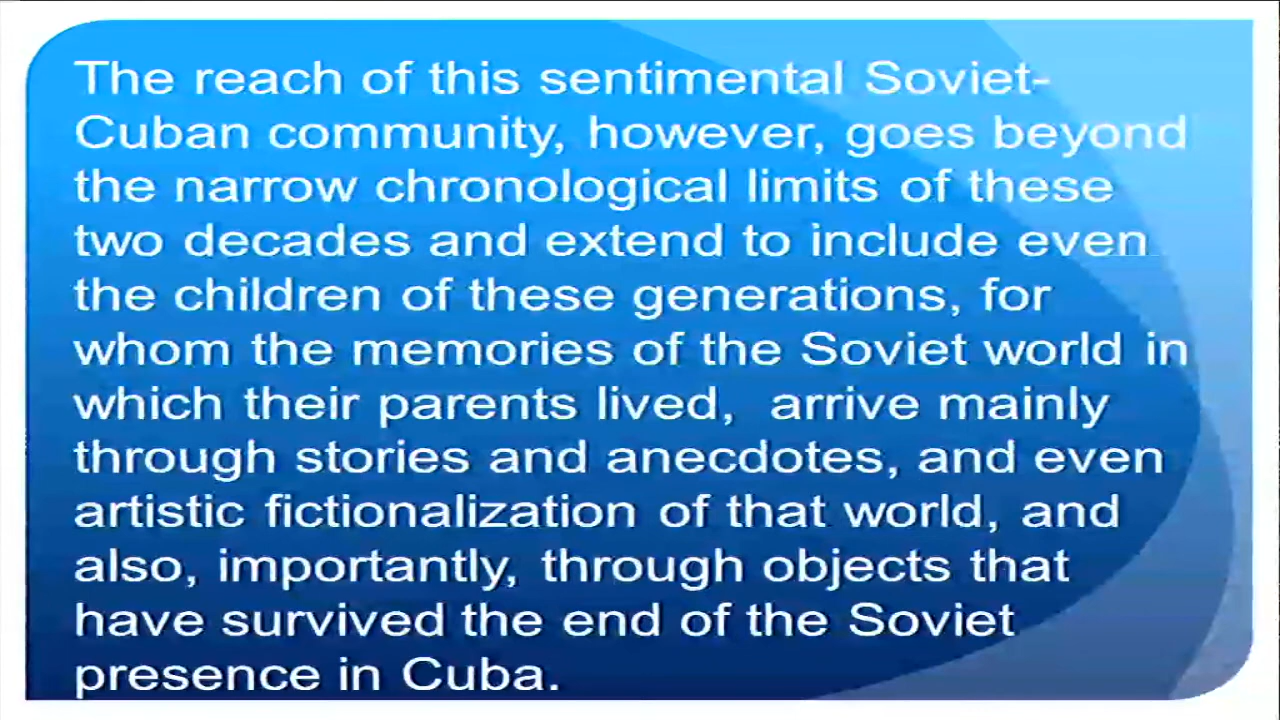 The reach of this sentimental Soviet-
Cuban community, however, goes beyond
the narrow chronological limits of these
two decades and extend to include even
the children of these generations, for
whom the memories of the Soviet world in
which their parents lived,  arrive mainly
through stories and anecdotes, and even
artistic fictionalization of that world, and
also, importantly, through objects that
have survived the end of the Soviet
presence in Cuba.